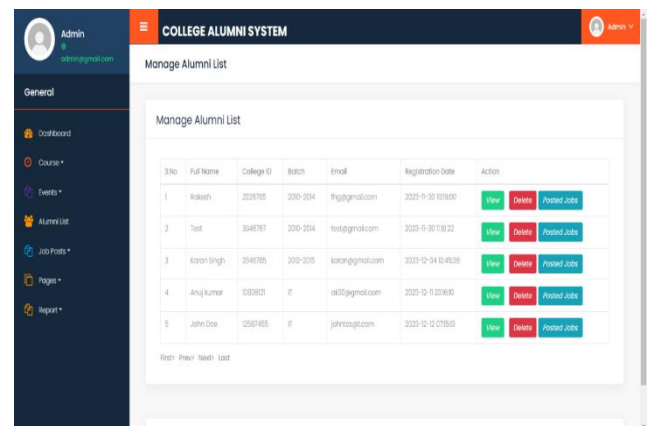 Admin
admin@gmail.com
COLLEGE ALUMNI SYSTEM
Admin
Manage Alumni List
General
Manage Alumni List
Dashboard
Course
Events
Alumni List
Job Posts
Pages
Report
S.No Full Name College ID Batch Email Registration Date Action
1 Rakesh 2010-2014 View Delete Posted Jobs
2 Test 2010-2014 test@gmail.com View Delete Posted Jobs
3 Karan Singh 2012-2015 karan@gmail.com View Delete Posted Jobs
4 Anuj kumar IT View Delete Posted Jobs
5 John Doe IT View Delete Posted Jobs
First> Prev> Next> Last